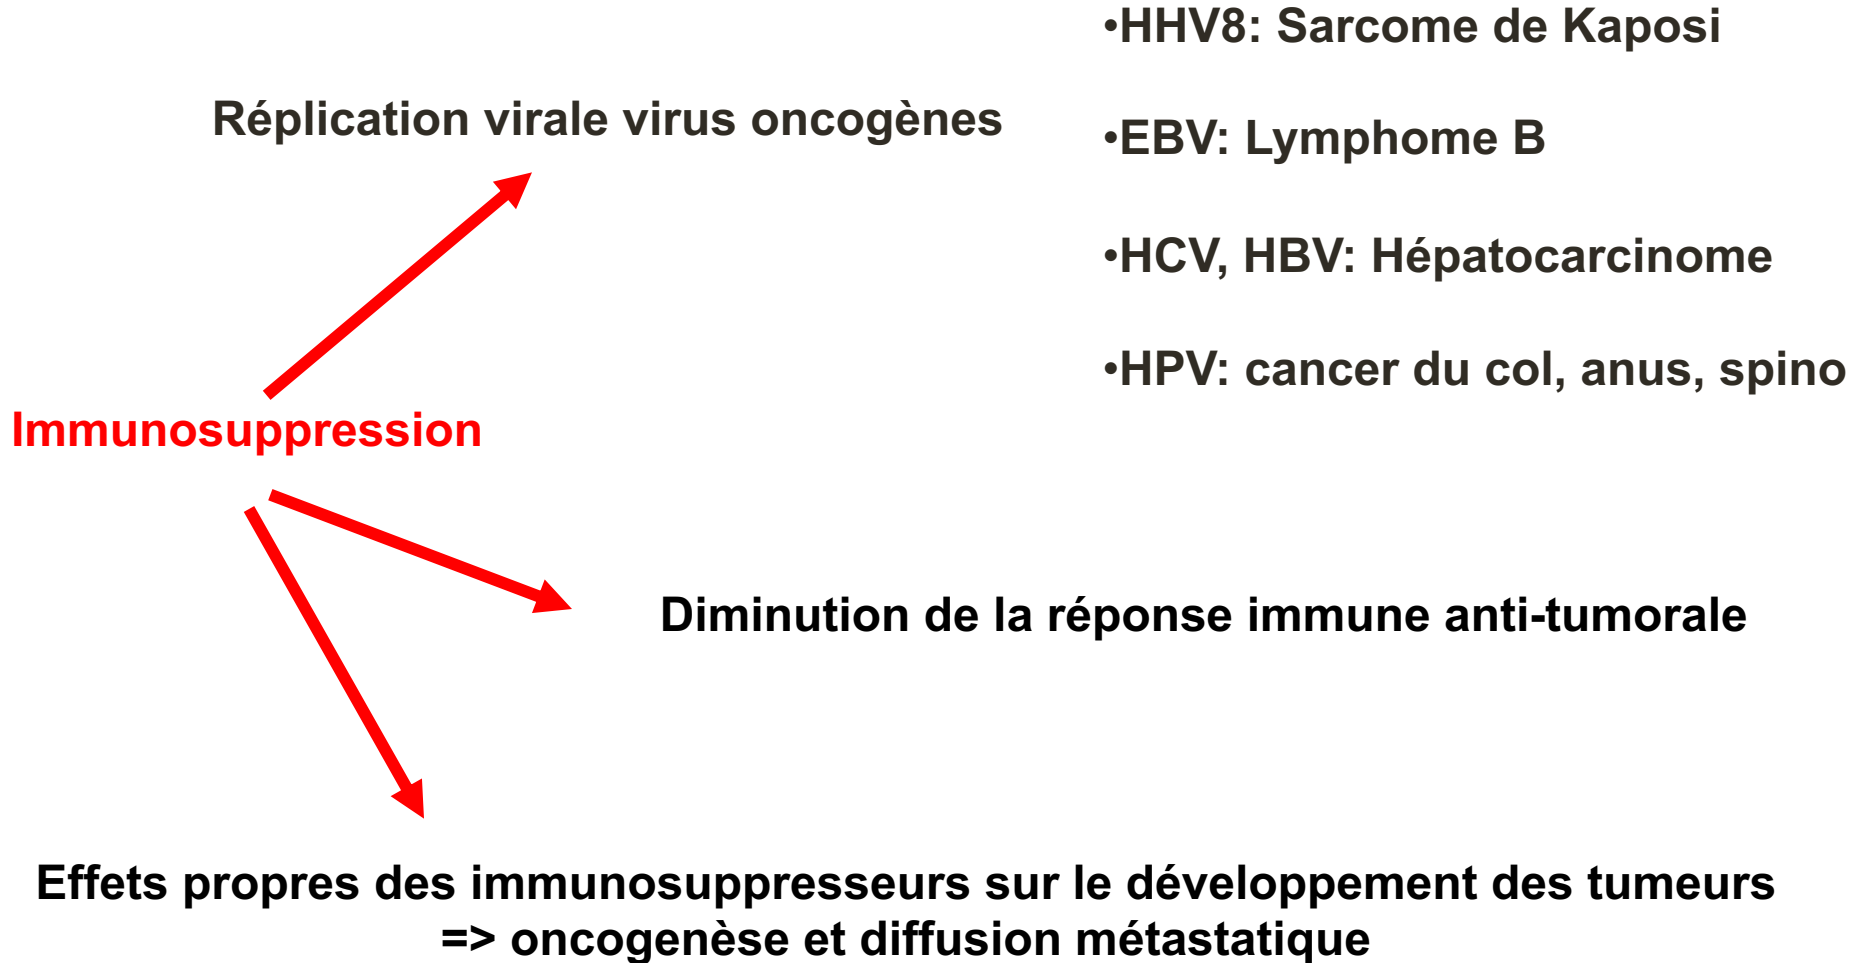 •HHV8: Sarcome de Kaposi
Réplication virale virus oncogènes
•EBV: Lymphome B
•HCV, HBV: Hépatocarcinome
•HPV: cancer du col, anus, spino
Immunosuppression
Diminution de la réponse immune anti-tumorale
Effets propres des immunosuppresseurs sur le développement des tumeurs
=> oncogenèse et diffusion métastatique